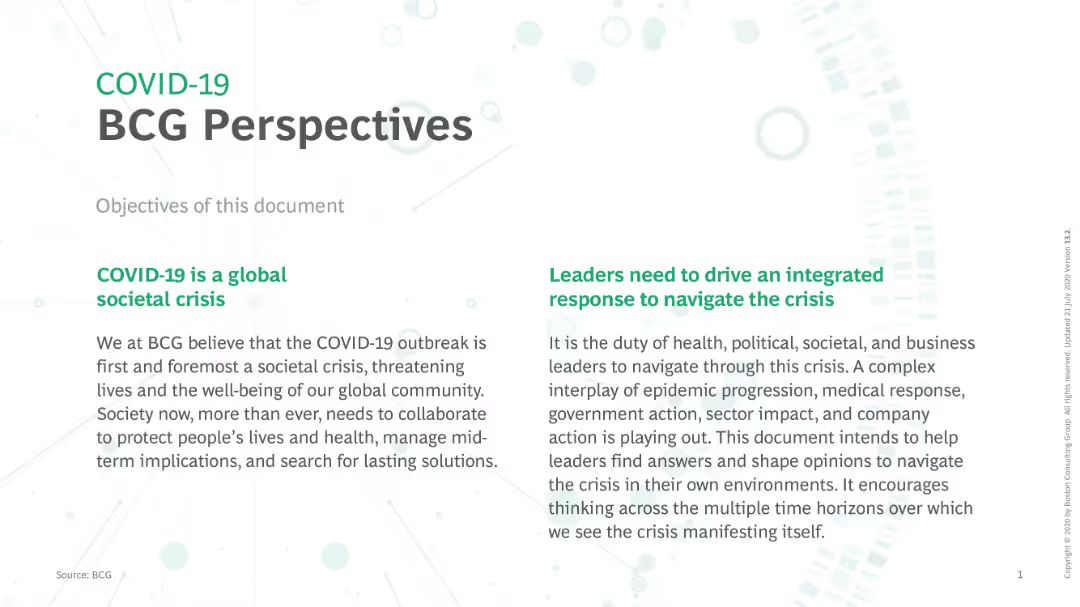 COVID-19
BCG Perspectives
Objectives of this document
COVID-19 is a global
societal crisis
We at BCG believe that the COVID-19 outbreak is
first and foremost a societal crisis, threatening
lives and the well-being of our global community.
Society now, more than ever, needs to collaborate
to protect people's lives and health, manage mid-
term implications, and search for lasting solutions.
Leaders need to drive an integrated
response to navigate the crisis
It is the duty of health, political, societal, and business
leaders to navigate through this crisis. A complex
interplay of epidemic progression, medical response,
government action, sector impact, and company
action is playing out. This document intends to help
leaders find answers and shape opinions to navigate
the crisis in their own environments. It encourages
thinking across the multiple time horizons over which
we see the crisis manifesting itself.
Source: BCG
1
Copyright © 2020 by Boston Consulting Group. All rights reserved. Updated 21 July 2020 Version 13.2.